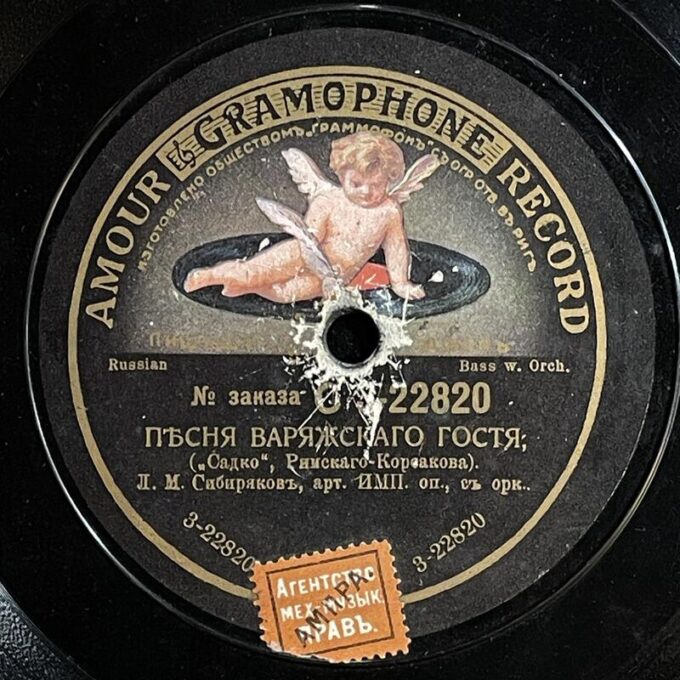 AMOUR GRAMOPHONE RECORD
ИЗГОТОВЛЕНО ОБЩЕСТВОМЪ „ГРАММОФОНЪ" СЪ ОГР. ОТВ. ВЪ РИГѢ
Russian
Bass w. Orch.
№ заказа 22820
ПѢСНЯ ВАРЯЖСКАГО ГОСТЯ;
(„Садко", Римскаго-Корсакова).
Л. М. Сибиряковъ, арт. ИМП. оп., съ орк..
3-22820
3-22820
Агентство
мех. музык.
правъ.
АМИРА